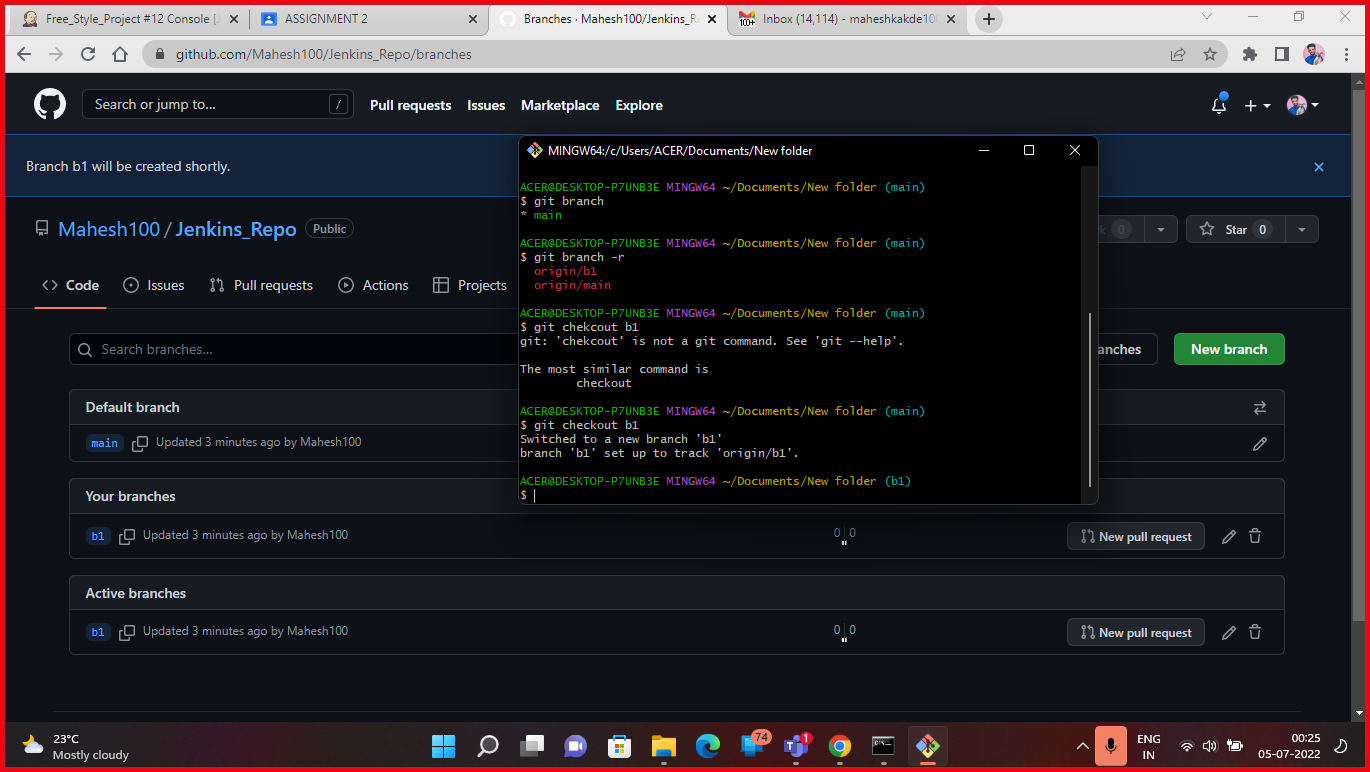 Free_Style_Project #12 Console [J
ASSIGNMENT 2
Branches · Mahesh100/Jenkins_R
Inbox (14,114) - maheshkakde10
github.com/Mahesh100/Jenkins_Repo/branches
Search or jump to...
/
Pull requests
Issues
Marketplace
Explore
Branch b1 will be created shortly.
Mahesh100 / Jenkins_Repo
Public
k 0
Star 0
Code
Issues
Pull requests
Actions
Projects
Search branches...
anches
New branch
Default branch
main
Updated 3 minutes ago by Mahesh100
Your branches
b1
Updated 3 minutes ago by Mahesh100
0 0
New pull request
Active branches
b1
Updated 3 minutes ago by Mahesh100
0 0
New pull request
MINGW64:/c/Users/ACER/Documents/New folder
ACER@DESKTOP-P7UNB3E MINGW64 ~/Documents/New folder (main)
$ git branch
* main
ACER@DESKTOP-P7UNB3E MINGW64 ~/Documents/New folder (main)
$ git branch -r
origin/b1
origin/main
ACER@DESKTOP-P7UNB3E MINGW64 ~/Documents/New folder (main)
$ git chekcout b1
git: 'chekcout' is not a git command. See 'git --help'.
The most similar command is
checkout
ACER@DESKTOP-P7UNB3E MINGW64 ~/Documents/New folder (main)
$ git checkout b1
Switched to a new branch 'b1'
branch 'b1' set up to track 'origin/b1'.
ACER@DESKTOP-P7UNB3E MINGW64 ~/Documents/New folder (b1)
$
23°C
Mostly cloudy
74
1
ENG
IN
00:25
05-07-2022